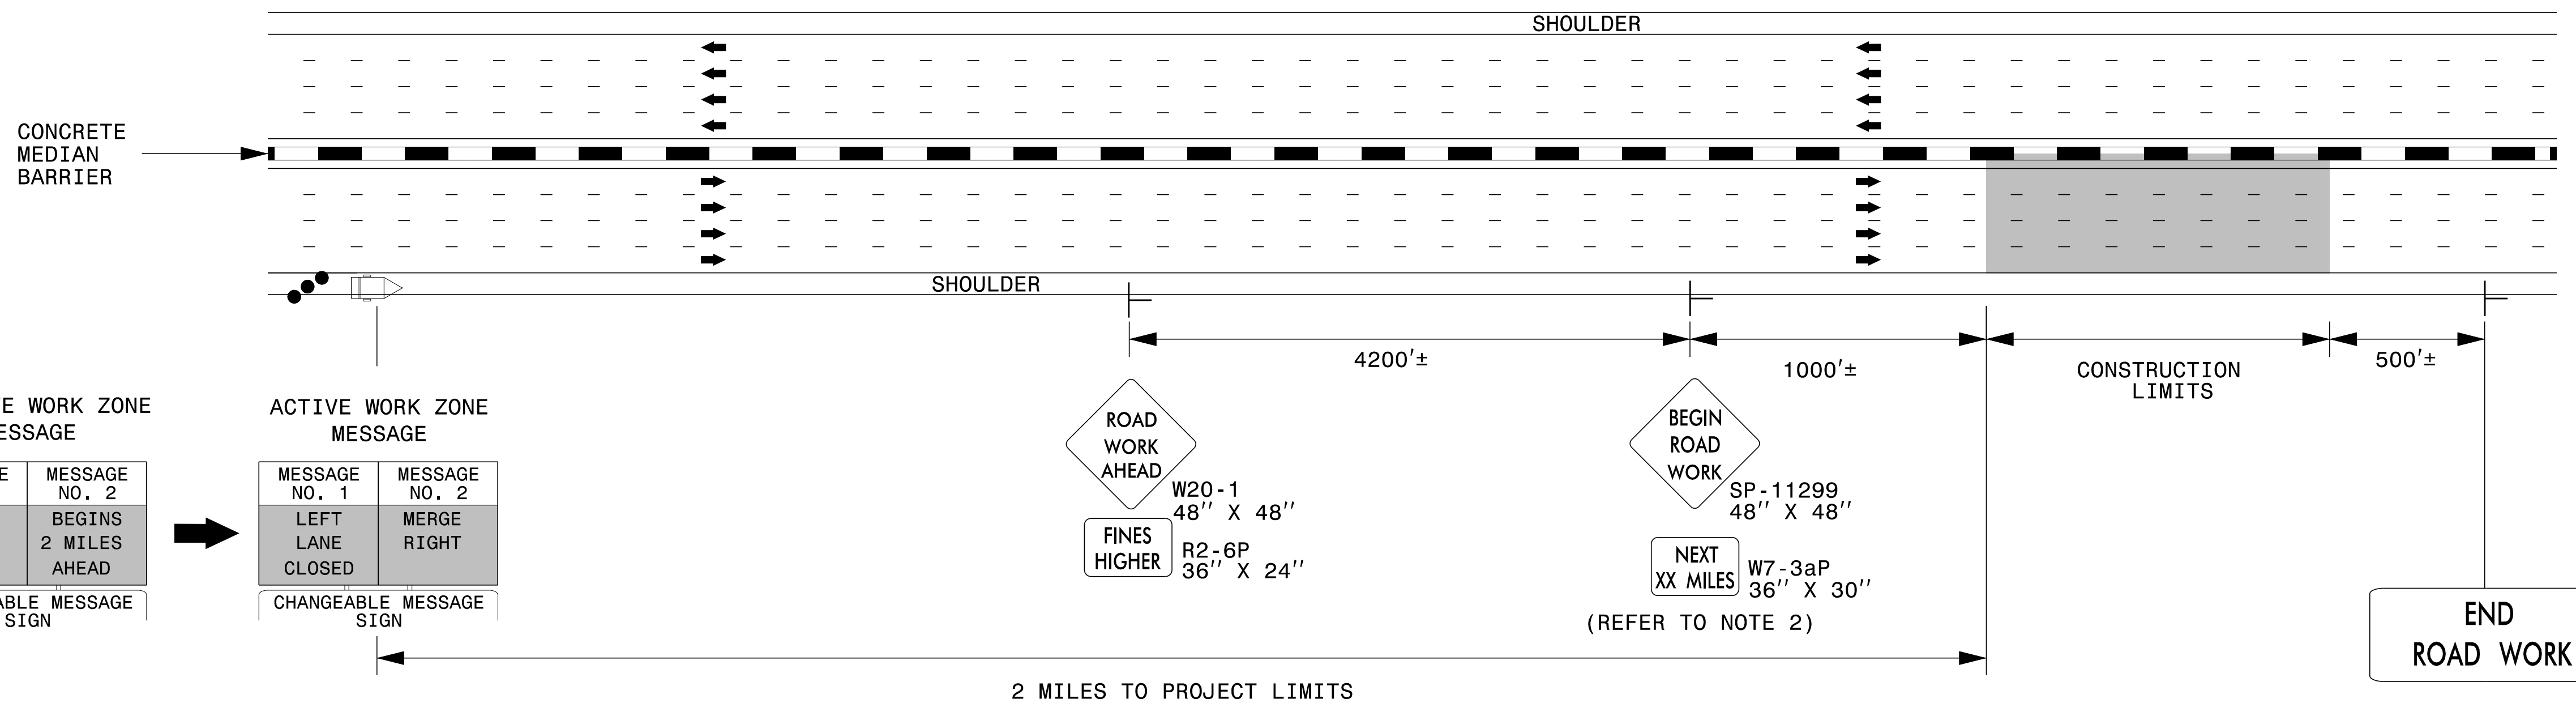 SHOULDER
CONCRETE
MEDIAN
BARRIER
SHOULDER
4200'±
1000'±
CONSTRUCTION
LIMITS
500'±
E WORK ZONE
ESSAGE
E
MESSAGE
NO. 2
BEGINS
2 MILES
AHEAD
ABLE MESSAGE
SIGN
ACTIVE WORK ZONE
MESSAGE
MESSAGE
NO. 1
MESSAGE
NO. 2
LEFT
LANE
CLOSED
MERGE
RIGHT
CHANGEABLE MESSAGE
SIGN
ROAD
WORK
AHEAD
W20-1
48'' X 48''
FINES
HIGHER
R2-6P
36'' X 24''
BEGIN
ROAD
WORK
SP-11299
48'' X 48''
NEXT
XX MILES
W7-3aP
36'' X 30''
(REFER TO NOTE 2)
END
ROAD WORK
2 MILES TO PROJECT LIMITS